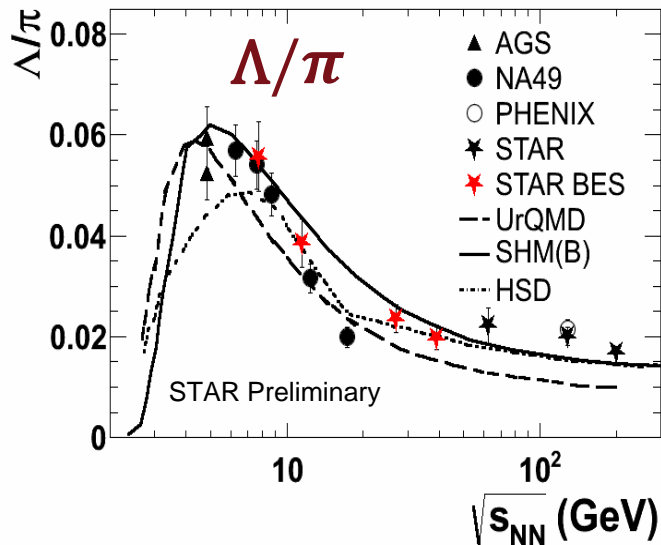 Λ/π
0.08
0.06
0.04
0.02
0
Λ/π
AGS
NA49
PHENIX
STAR
STAR BES
UrQMD
SHM(B)
HSD
STAR Preliminary
10
10²
√sNN (GeV)